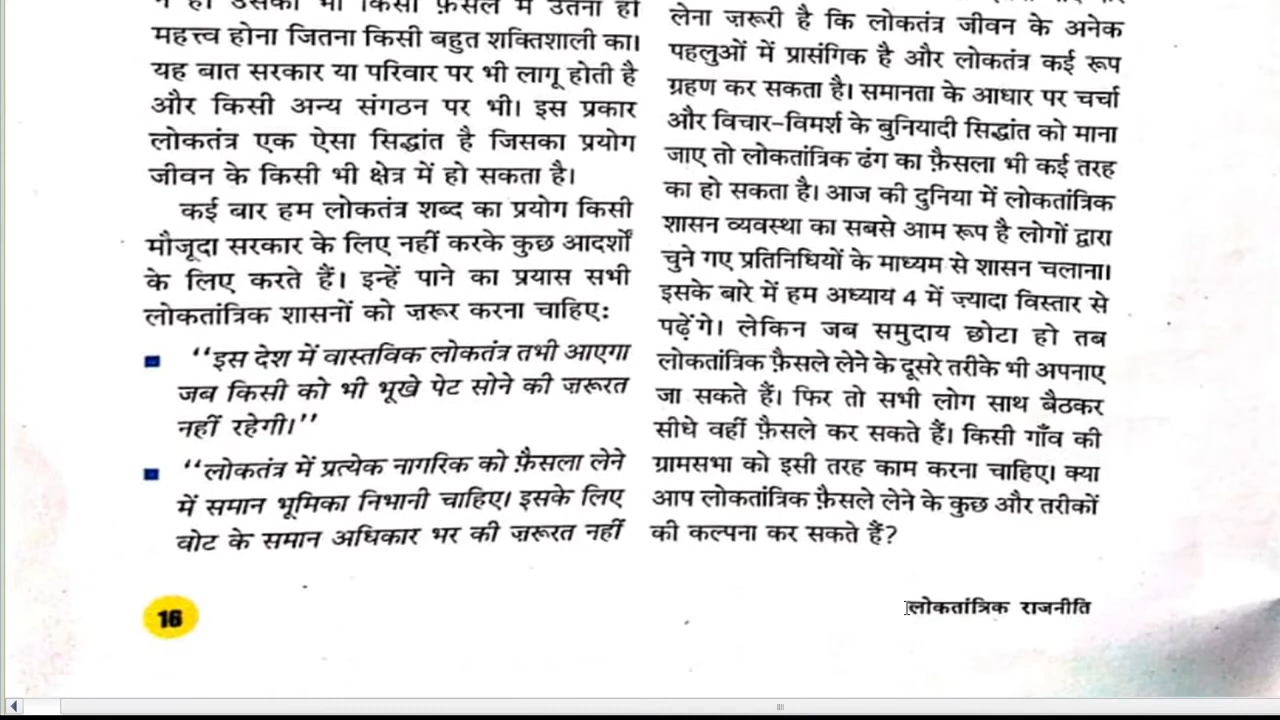 महत्त्व होना जितना किसी बहुत शक्तिशाली का।
यह बात सरकार या परिवार पर भी लागू होती है
और किसी अन्य संगठन पर भी। इस प्रकार
लोकतंत्र एक ऐसा सिद्धांत है जिसका प्रयोग
जीवन के किसी भी क्षेत्र में हो सकता है।
कई बार हम लोकतंत्र शब्द का प्रयोग किसी
मौजूदा सरकार के लिए नहीं करके कुछ आदर्शों
के लिए करते हैं। इन्हें पाने का प्रयास सभी
लोकतांत्रिक शासनों को ज़रूर करना चाहिए:
‘‘इस देश में वास्तविक लोकतंत्र तभी आएगा
जब किसी को भी भूखे पेट सोने की ज़रूरत
नहीं रहेगी।’’
‘‘लोकतंत्र में प्रत्येक नागरिक को फ़ैसला लेने
में समान भूमिका निभानी चाहिए। इसके लिए
वोट के समान अधिकार भर की ज़रूरत नहीं
लेना ज़रूरी है कि लोकतंत्र जीवन के अनेक
पहलुओं में प्रासंगिक है और लोकतंत्र कई रूप
ग्रहण कर सकता है। समानता के आधार पर चर्चा
और विचार-विमर्श के बुनियादी सिद्धांत को माना
जाए तो लोकतांत्रिक ढंग का फ़ैसला भी कई तरह
का हो सकता है। आज की दुनिया में लोकतांत्रिक
शासन व्यवस्था का सबसे आम रूप है लोगों द्वारा
चुने गए प्रतिनिधियों के माध्यम से शासन चलाना।
इसके बारे में हम अध्याय 4 में ज़्यादा विस्तार से
पढ़ेंगे। लेकिन जब समुदाय छोटा हो तब
लोकतांत्रिक फ़ैसले लेने के दूसरे तरीके भी अपनाए
जा सकते हैं। फिर तो सभी लोग साथ बैठकर
सीधे वहीं फ़ैसले कर सकते हैं। किसी गाँव की
ग्रामसभा को इसी तरह काम करना चाहिए। क्या
आप लोकतांत्रिक फ़ैसले लेने के कुछ और तरीकों
की कल्पना कर सकते हैं?
16
लोकतांत्रिक राजनीति